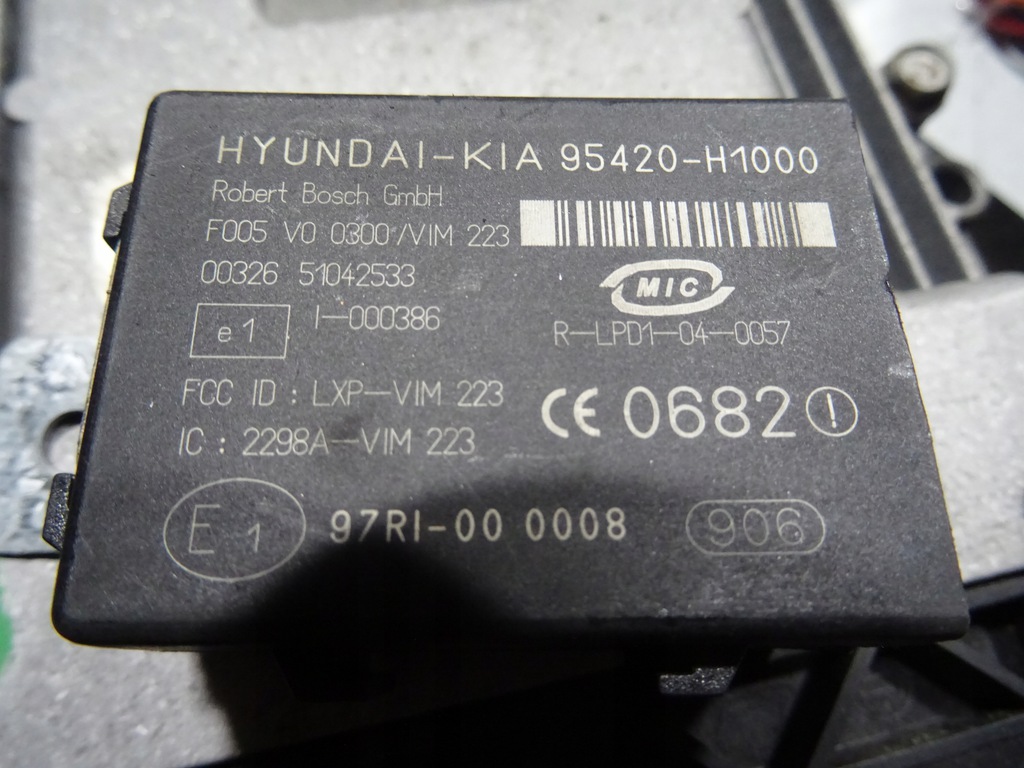 HYUNDAI-KIA 95420-H1000
Robert Bosch GmbH
F005 V0 0300/VIM 223
00326 51042533
MIC
e1 I-000386
R-LPD1-04-0057
FCC ID : LXP-VIM 223
CE 0682 !
IC : 2298A-VIM 223
E1 97RI-00 0008 906